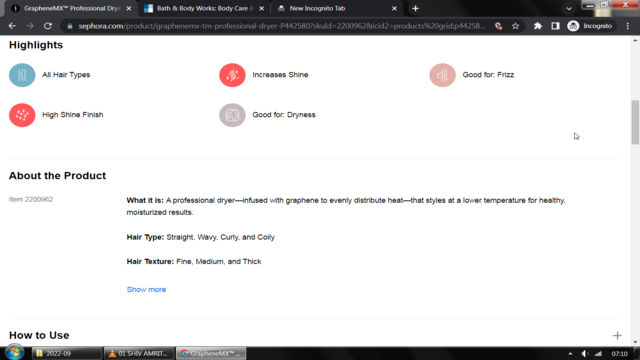 GrapheneMX™ Professional Drye
Bath & Body Works: Body Care &
New Incognito Tab
sephora.com/product/graphenemx-tm-professional-dryer-P442580?skuId=2200962&icid2=products%20grid:p44258...
Incognito
Highlights
All Hair Types
Increases Shine
Good for: Frizz
High Shine Finish
Good for: Dryness
About the Product
Item 2200962
What it is: A professional dryer—infused with graphene to evenly distribute heat—that styles at a lower temperature for healthy,
moisturized results.
Hair Type: Straight, Wavy, Curly, and Coily
Hair Texture: Fine, Medium, and Thick
Show more
How to Use
2022-09
01 SHIV AMRIT...
GrapheneMX™ ...
07:10